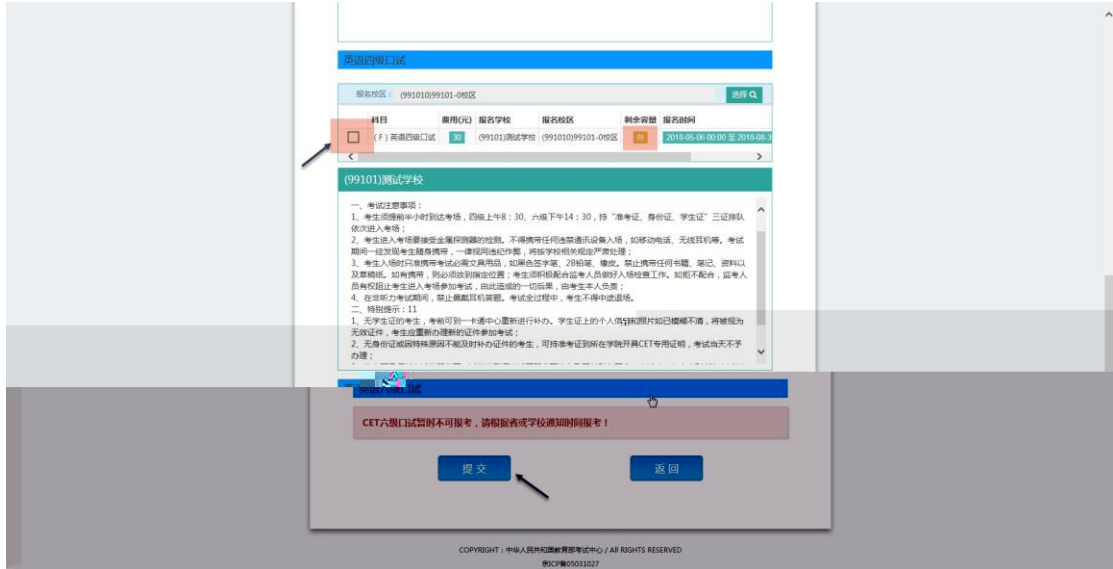 英语四级口试
报名校区： (991010)99101-0校区 选择
科目 费用(元) 报名学校 报名校区 剩余容量 报名时间
( F ) 英语四级口试 30 (99101)测试学校 (991010)99101-0校区 2018-05-06 00:00 至 2018-08-3
(99101)测试学校
一、考试注意事项：
1、考生须提前半小时到达考场，四级上午8：30、六级下午14：30，持“准考证、身份证、学生证”三证排队
依次进入考场；
2、考生进入考场要接受金属探测器的检测。不得携带任何违禁通讯设备入场，如移动电话、无线耳机等。考试
期间一经发现考生随身携带，一律视同违纪作弊，将按学校相关规定严肃处理；
3、考生入场时只准携带考试必需文具用品，如黑色签字笔、2B铅笔、橡皮。禁止携带任何书籍、笔记、资料以
及草稿纸。如有携带，则必须放到指定位置；考生须积极配合监考人员做好入场检查工作。如拒不配合，监考人
员有权阻止考生进入考场参加考试，由此造成的一切后果，由考生本人负责；
4、在非听力考试期间，禁止佩戴耳机答题。考试全过程中，考生不得中途退场。
二、特别提示：11
1、无学生证的考生，考前可到一卡通中心重新进行补办。学生证上的个人信息和照片如已模糊不清，将被视为
无效证件，考生应重新办理新的证件参加考试；
2、无身份证或因特殊原因不能及时补办证件的考生，可持准考证到所在学院开具CET专用证明，考试当天不予
办理；
英语六级口试
CET六级口试暂时不可报考，请根据省或学校通知时间报考！
提 交 返 回
COPYRIGHT：中华人民共和国教育部考试中心 / All RIGHTS RESERVED
京ICP备05031027